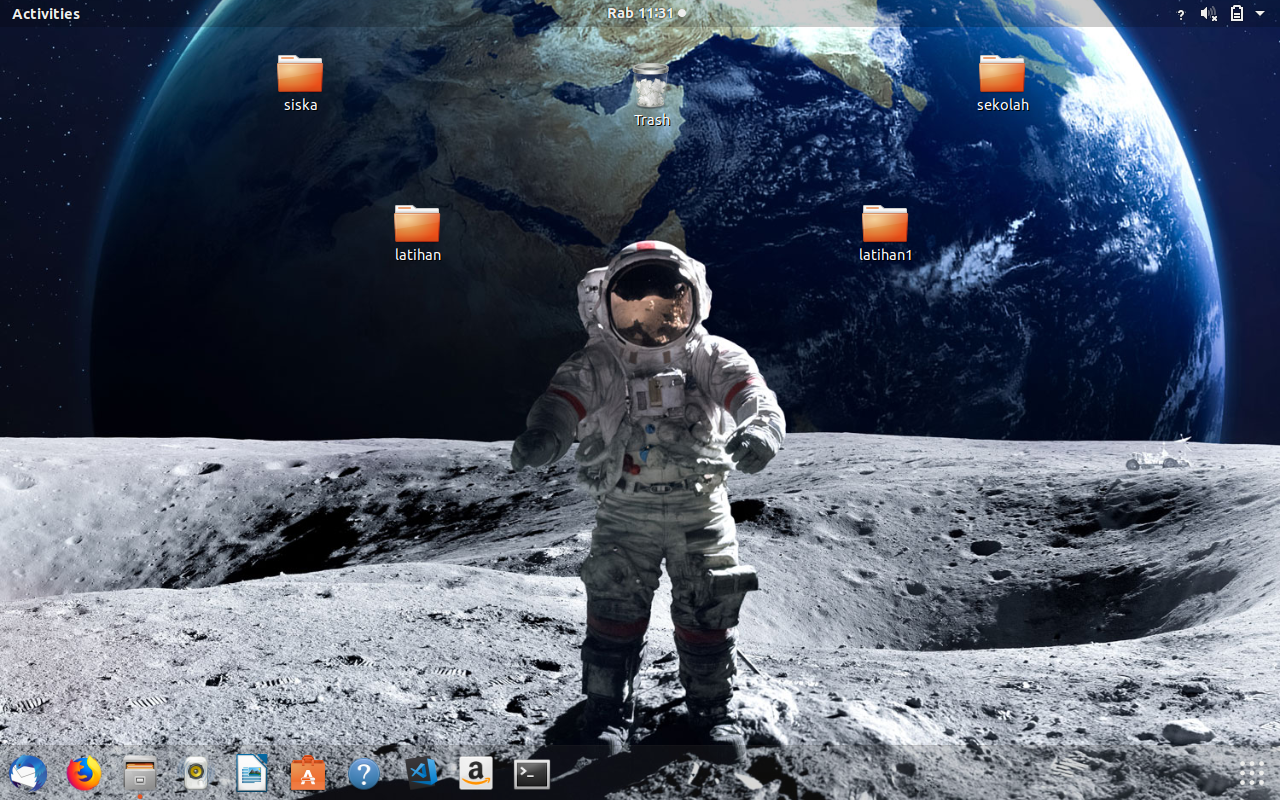 Activities
Rab 11:31
?
siska
Trash
sekolah
latihan
latihan1